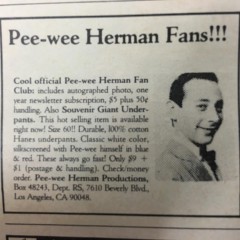 Pee-wee Herman Fans!!!
Cool official Pee-wee Herman Fan
Club: includes autographed photo, one
year newsletter subscription, $5 plus 50¢
handling. Also Souvenir Giant Under-
pants. This hot selling item is available
right now! Size 60!! Durable, 100% cotton
Hanes underpants. Classic white color,
silkscreened with Pee-wee himself in blue
& red. These always go fast! Only $9 +
$1 (postage & handling). Check/money
order. Pee-wee Herman Productions,
Box 48243, Dept. RS, 7610 Beverly Blvd.,
Los Angeles, CA 90048.